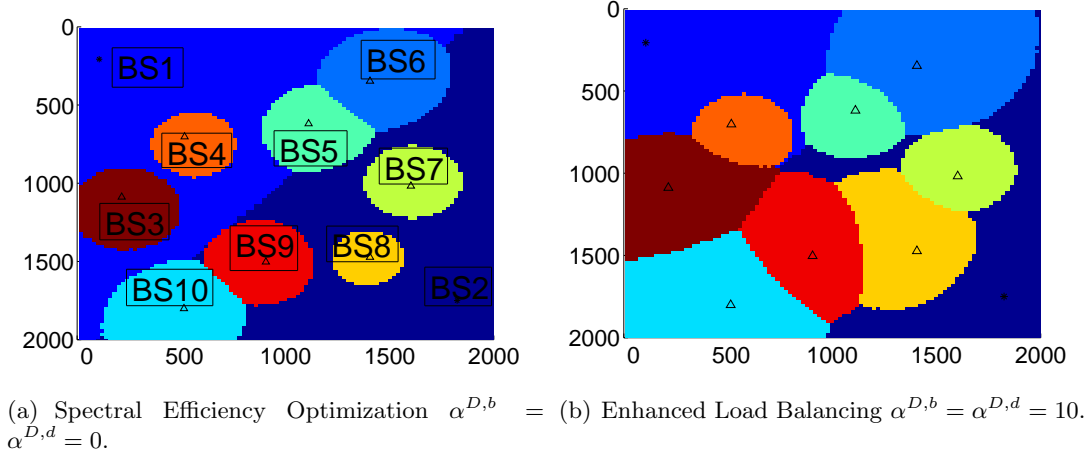 0
500
1000
1500
2000
0
500
1000
1500
2000
BS1
BS6
BS4
BS5
BS7
BS3
BS9
BS8
BS10
BS2
0
500
1000
1500
2000
0
500
1000
1500
2000
(a) Spectral Efficiency Optimization α^{D,b} =
α^{D,d} = 0.
(b) Enhanced Load Balancing α^{D,b} = α^{D,d} = 10.